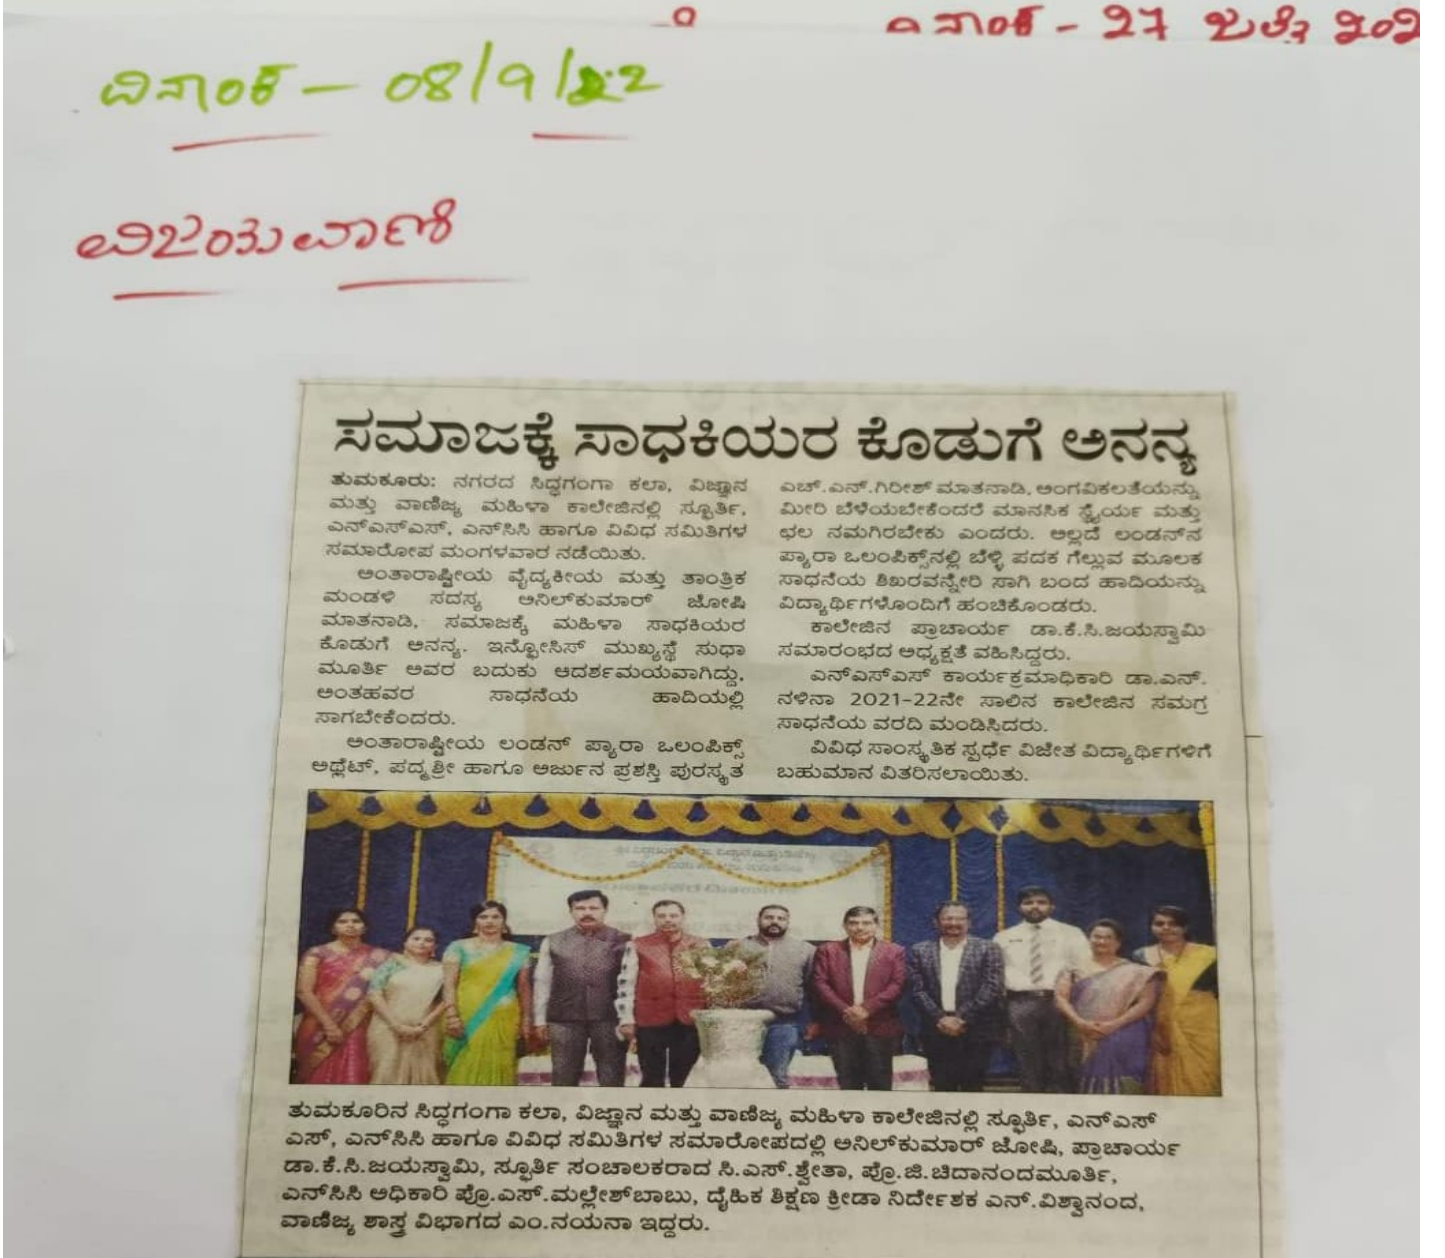 ದಿನಾಂಕ - 27 ಜುಲೈ
ದಿನಾಂಕ - 08/9/22
ವಿಜಯವಾಣಿ
ಸಮಾಜಕ್ಕೆ ಸಾಧಕಿಯರ ಕೊಡುಗೆ ಅನನ್ಯ
ತುಮಕೂರು: ನಗರದ ಸಿದ್ಧಗಂಗಾ ಕಲಾ, ವಿಜ್ಞಾನ
ಮತ್ತು ವಾಣಿಜ್ಯ ಮಹಿಳಾ ಕಾಲೇಜಿನಲ್ಲಿ ಸ್ಫೂರ್ತಿ,
ಎನ್‌ಎಸ್‌ಎಸ್, ಎನ್‌ಸಿಸಿ ಹಾಗೂ ವಿವಿಧ ಸಮಿತಿಗಳ
ಸಮಾರೋಪ ಮಂಗಳವಾರ ನಡೆಯಿತು.
ಅಂತಾರಾಷ್ಟ್ರೀಯ ವೈದ್ಯಕೀಯ ಮತ್ತು ತಾಂತ್ರಿಕ
ಮಂಡಳಿ ಸದಸ್ಯ ಅನಿಲ್‌ಕುಮಾರ್ ಜೋಷಿ
ಮಾತನಾಡಿ, ಸಮಾಜಕ್ಕೆ ಮಹಿಳಾ ಸಾಧಕಿಯರ
ಕೊಡುಗೆ ಅನನ್ಯ. ಇನ್ಫೋಸಿಸ್ ಮುಖ್ಯಸ್ಥೆ ಸುಧಾ
ಮೂರ್ತಿ ಅವರ ಬದುಕು ಆದರ್ಶಮಯವಾಗಿದ್ದು,
ಅಂತಹವರ ಸಾಧನೆಯ ಹಾದಿಯಲ್ಲಿ
ಸಾಗಬೇಕೆಂದರು.
ಅಂತಾರಾಷ್ಟ್ರೀಯ ಲಂಡನ್ ಪ್ಯಾರಾ ಒಲಂಪಿಕ್ಸ್
ಅಥ್ಲೆಟ್, ಪದ್ಮಶ್ರೀ ಹಾಗೂ ಅರ್ಜುನ ಪ್ರಶಸ್ತಿ ಪುರಸ್ಕೃತ
ಎಚ್.ಎನ್.ಗಿರೀಶ್ ಮಾತನಾಡಿ, ಅಂಗವಿಕಲತೆಯನ್ನು
ಮೀರಿ ಬೆಳೆಯಬೇಕೆಂದರೆ ಮಾನಸಿಕ ಸ್ಥೈರ್ಯ ಮತ್ತು
ಛಲ ನಮಗಿರಬೇಕು ಎಂದರು. ಅಲ್ಲದೆ ಲಂಡನ್‌ನ
ಪ್ಯಾರಾ ಒಲಂಪಿಕ್ಸ್‌ನಲ್ಲಿ ಬೆಳ್ಳಿ ಪದಕ ಗೆಲ್ಲುವ ಮೂಲಕ
ಸಾಧನೆಯ ಶಿಖರವನ್ನೇರಿ ಸಾಗಿ ಬಂದ ಹಾದಿಯನ್ನು
ವಿದ್ಯಾರ್ಥಿಗಳೊಂದಿಗೆ ಹಂಚಿಕೊಂಡರು.
ಕಾಲೇಜಿನ ಪ್ರಾಚಾರ್ಯ ಡಾ.ಕೆ.ಸಿ.ಜಯಸ್ವಾಮಿ
ಸಮಾರಂಭದ ಅಧ್ಯಕ್ಷತೆ ವಹಿಸಿದ್ದರು.
ಎನ್‌ಎಸ್‌ಎಸ್ ಕಾರ್ಯಕ್ರಮಾಧಿಕಾರಿ ಡಾ.ಎನ್.
ನಳಿನಾ 2021-22ನೇ ಸಾಲಿನ ಕಾಲೇಜಿನ ಸಮಗ್ರ
ಸಾಧನೆಯ ವರದಿ ಮಂಡಿಸಿದರು.
ವಿವಿಧ ಸಾಂಸ್ಕೃತಿಕ ಸ್ಪರ್ಧೆ ವಿಜೇತ ವಿದ್ಯಾರ್ಥಿಗಳಿಗೆ
ಬಹುಮಾನ ವಿತರಿಸಲಾಯಿತು.
ತುಮಕೂರಿನ ಸಿದ್ಧಗಂಗಾ ಕಲಾ, ವಿಜ್ಞಾನ ಮತ್ತು ವಾಣಿಜ್ಯ ಮಹಿಳಾ ಕಾಲೇಜಿನಲ್ಲಿ ಸ್ಫೂರ್ತಿ, ಎನ್‌ಎಸ್
ಎಸ್, ಎನ್‌ಸಿಸಿ ಹಾಗೂ ವಿವಿಧ ಸಮಿತಿಗಳ ಸಮಾರೋಪದಲ್ಲಿ ಅನಿಲ್‌ಕುಮಾರ್ ಜೋಷಿ, ಪ್ರಾಚಾರ್ಯ
ಡಾ.ಕೆ.ಸಿ.ಜಯಸ್ವಾಮಿ, ಸ್ಫೂರ್ತಿ ಸಂಚಾಲಕರಾದ ಸಿ.ಎಸ್.ಶ್ವೇತಾ, ಪ್ರೊ.ಜಿ.ಚಿದಾನಂದಮೂರ್ತಿ,
ಎನ್‌ಸಿಸಿ ಅಧಿಕಾರಿ ಪ್ರೊ.ಎಸ್.ಮಲ್ಲೇಶ್‌ಬಾಬು, ದೈಹಿಕ ಶಿಕ್ಷಣ ಕ್ರೀಡಾ ನಿರ್ದೇಶಕ ಎನ್.ವಿಶ್ವಾನಂದ,
ವಾಣಿಜ್ಯ ಶಾಸ್ತ್ರ ವಿಭಾಗದ ಎಂ.ನಯನಾ ಇದ್ದರು.